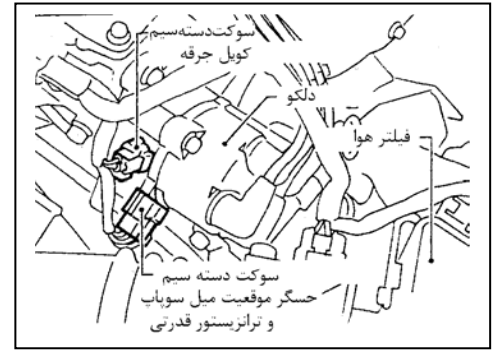 سوکت‌دسته‌سیم
کویل جرقه
دلکو
فیلتر هوا
سوکت دسته سیم
حسگر موقعیت میل سوپاپ
و ترانزیستور قدرتی